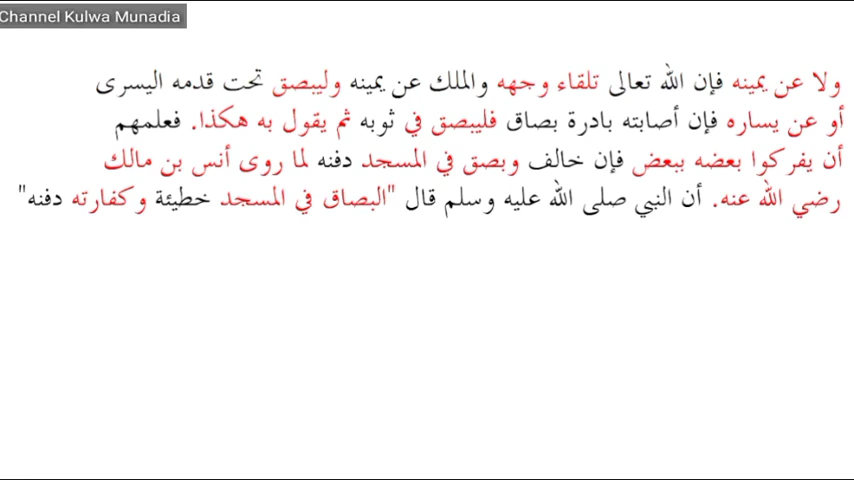 Channel Kulwa Munadia
ولا عن يمينه فإن الله تعالى تلقاء وجهه والملك عن يمينه وليبصق تحت قدمه اليسرى
أو عن يساره فإن أصابته بادرة بصاق فليبصق في ثوبه ثم يقول به هكذا. فعلمهم
أن يفركوا بعضه ببعض فإن خالف وبصق في المسجد دفنه لما روى أنس بن مالك
رضي الله عنه. أن النبي صلى الله عليه وسلم قال "البصاق في المسجد خطيئة وكفارته دفنه"